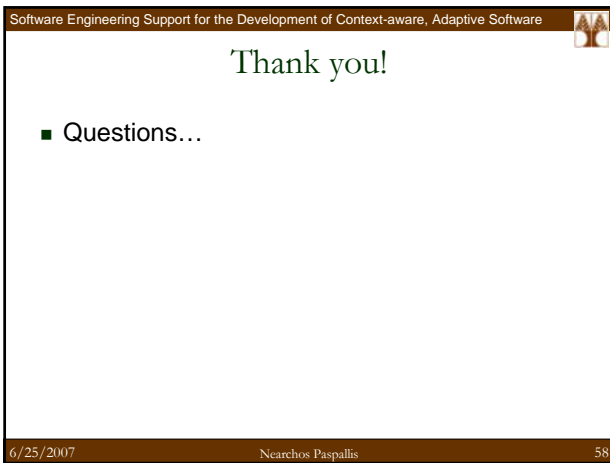 Software Engineering Support for the Development of Context-aware, Adaptive Software
Thank you!
Questions…
6/25/2007 Nearchos Paspallis 58